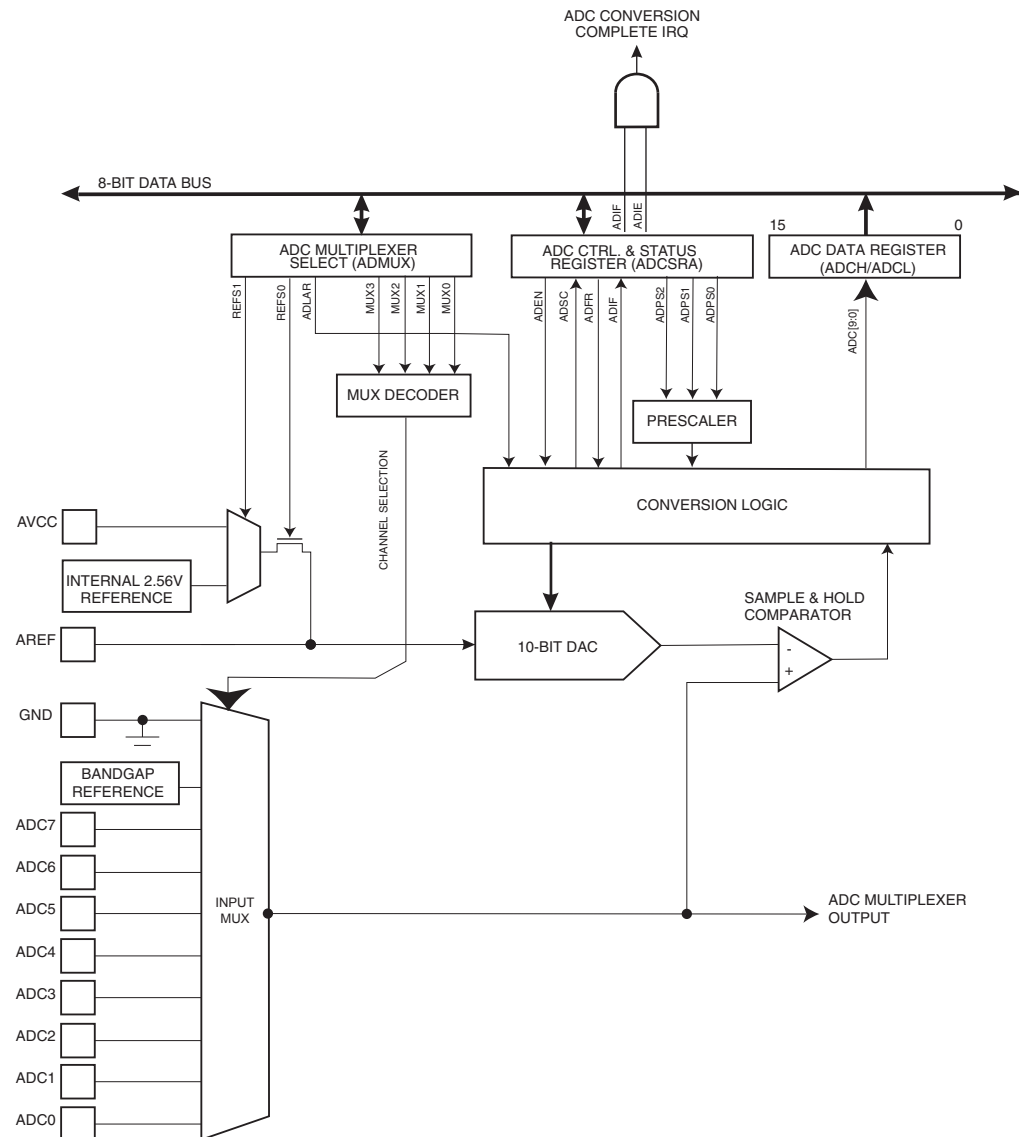 ADC CONVERSION
COMPLETE IRQ
8-BIT DATA BUS
ADIF
ADIE
15
0
ADC MULTIPLEXER
SELECT (ADMUX)
ADC CTRL. & STATUS
REGISTER (ADCSRA)
ADC DATA REGISTER
(ADCH/ADCL)
REFS1
REFS0
ADLAR
MUX3
MUX2
MUX1
MUX0
ADEN
ADSC
ADFR
ADIF
ADPS2
ADPS1
ADPS0
ADC[9:0]
MUX DECODER
PRESCALER
CHANNEL SELECTION
CONVERSION LOGIC
AVCC
INTERNAL 2.56V
REFERENCE
SAMPLE & HOLD
COMPARATOR
AREF
10-BIT DAC
-
+
GND
BANDGAP
REFERENCE
ADC7
ADC6
ADC5
INPUT
MUX
ADC MULTIPLEXER
OUTPUT
ADC4
ADC3
ADC2
ADC1
ADC0